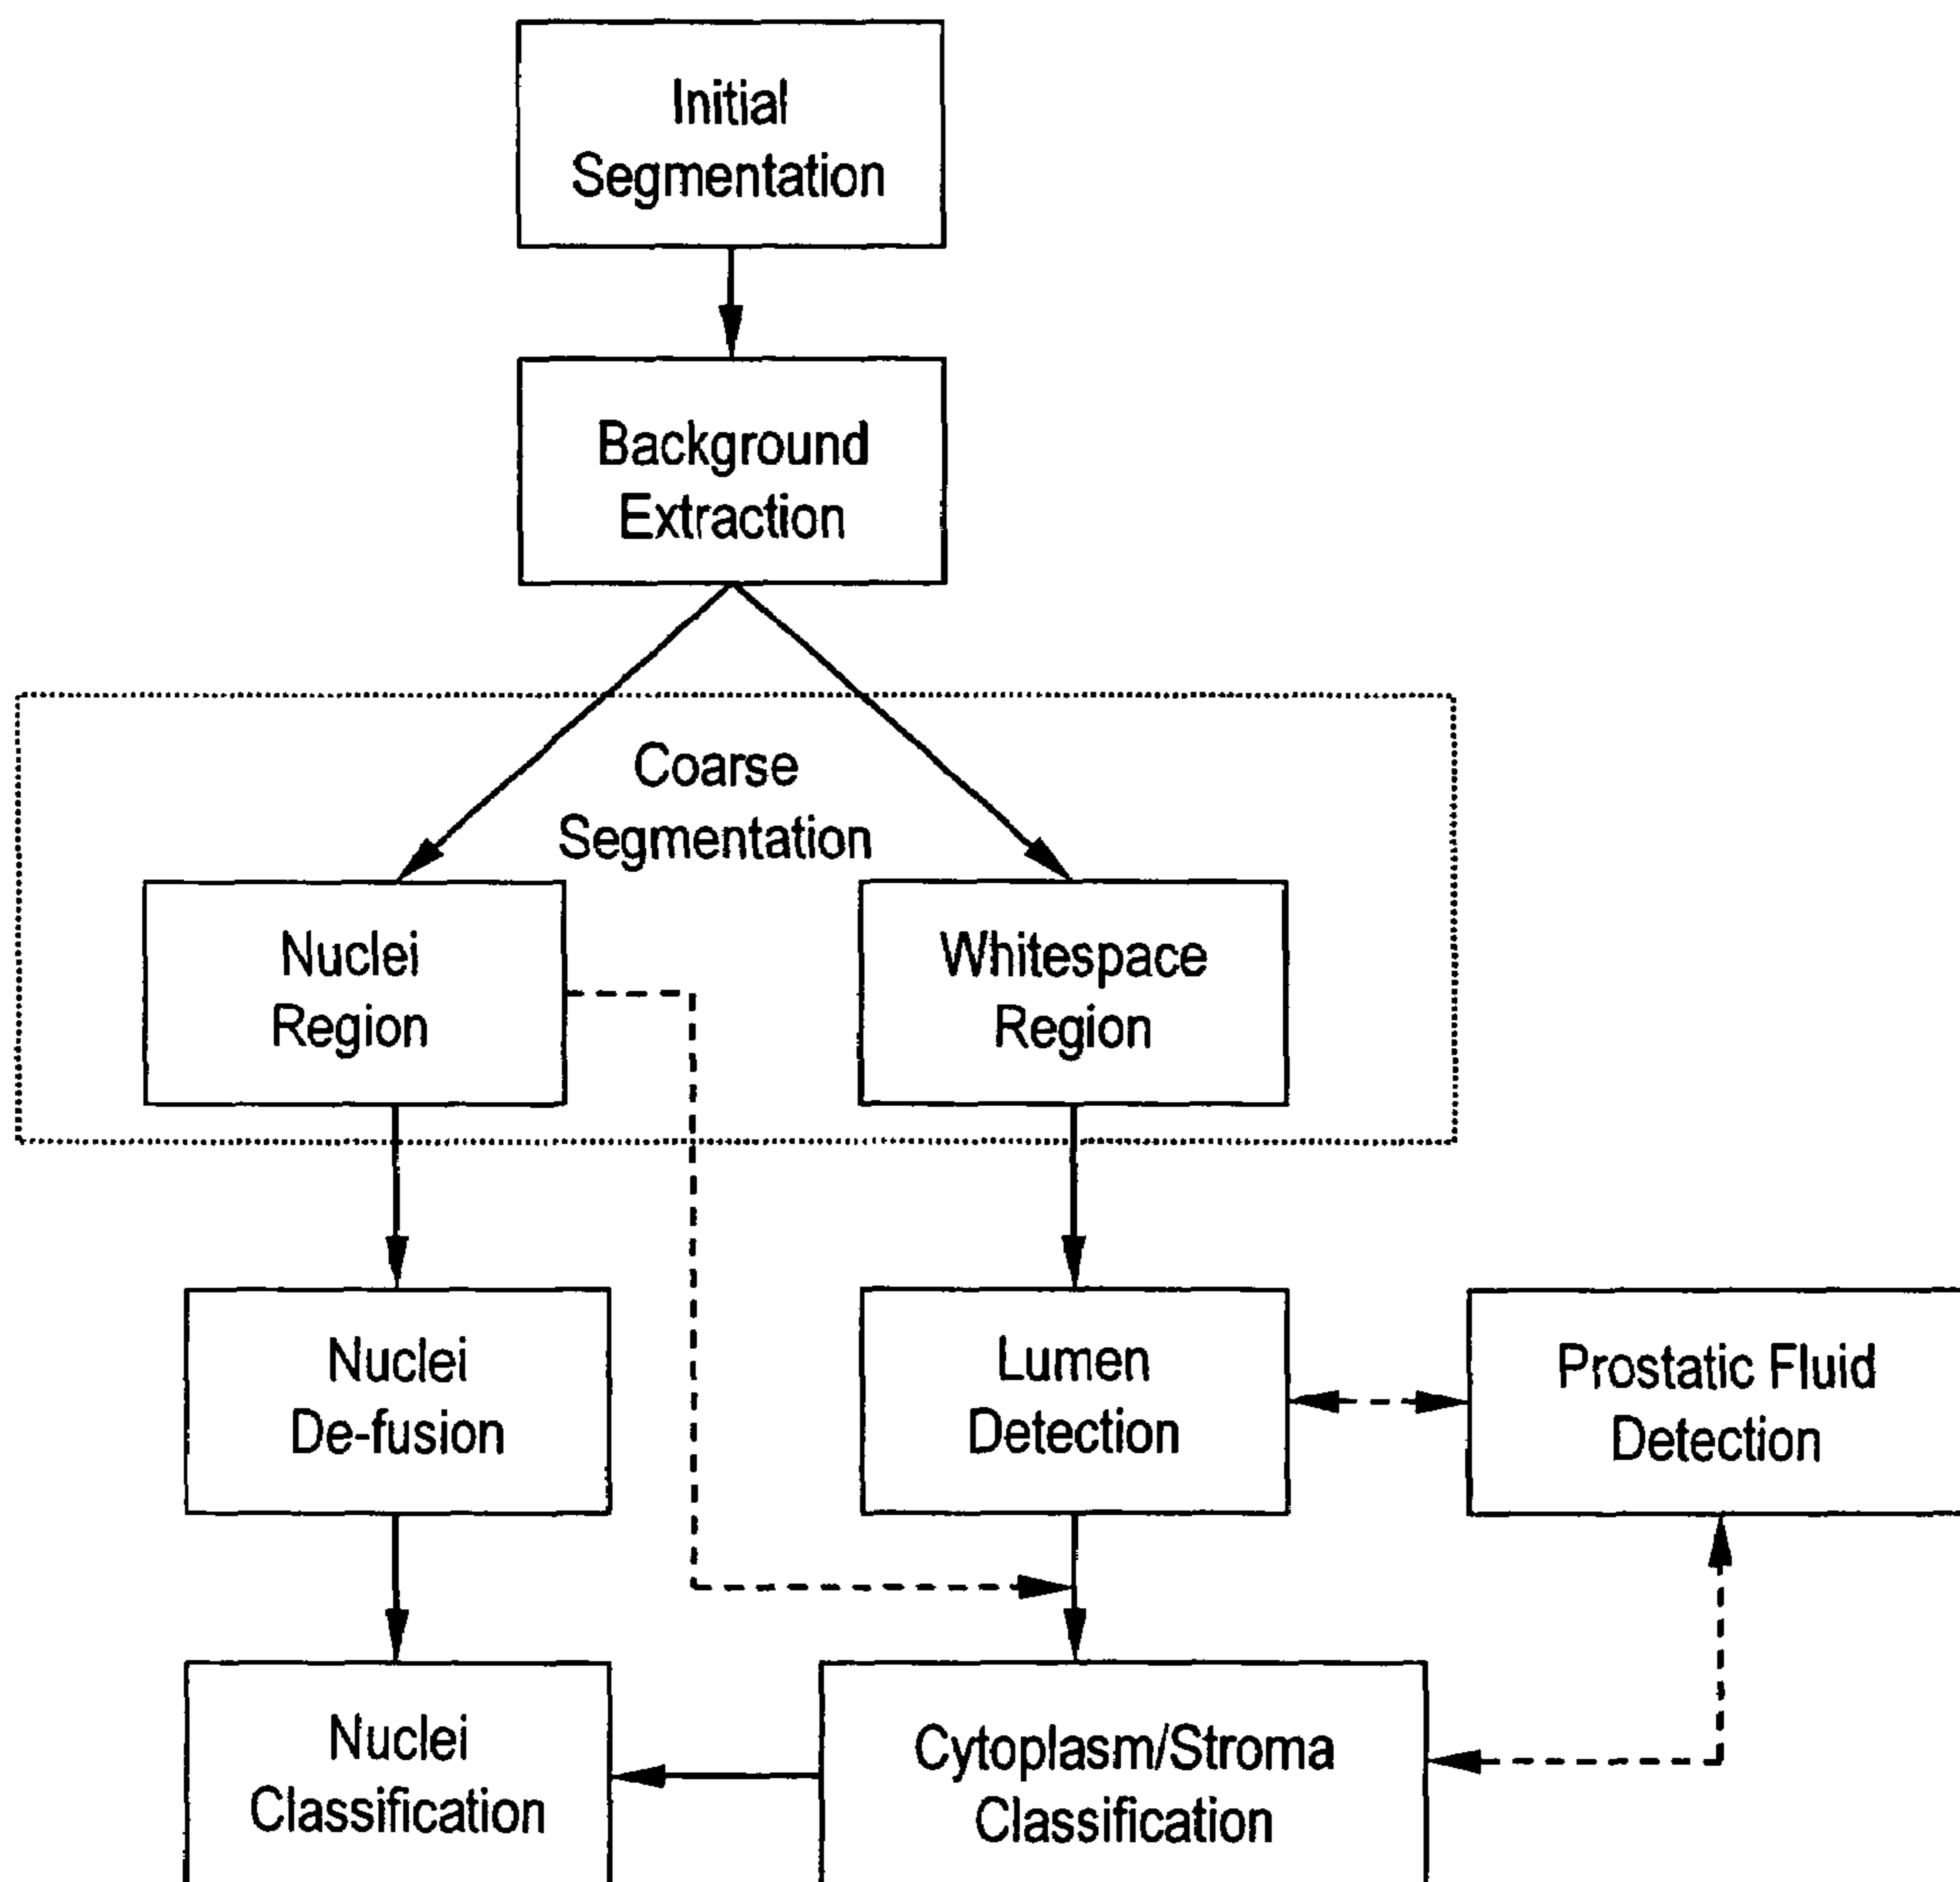 Initial
Segmentation
Background
Extraction
Coarse
Segmentation
Nuclei
Region
Whitespace
Region
Nuclei
De-fusion
Lumen
Detection
Prostatic Fluid
Detection
Nuclei
Classification
Cytoplasm/Stroma
Classification